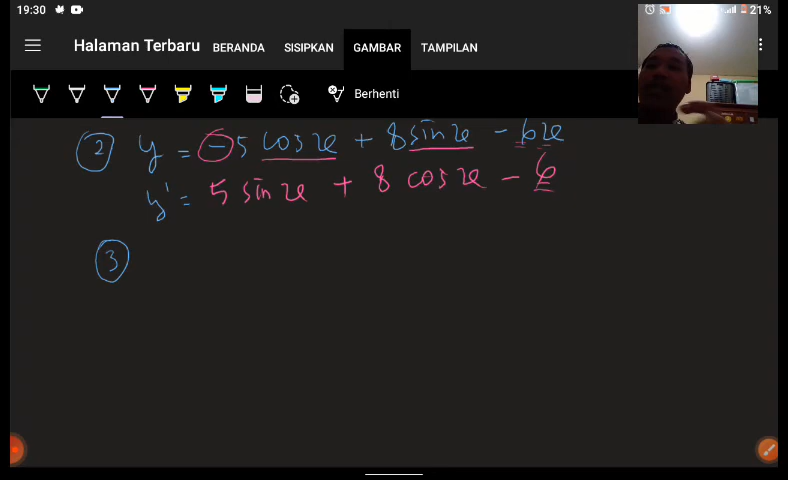 19:30 21%
Halaman Terbaru BERANDA SISIPKAN GAMBAR TAMPILAN
Berhenti
2 y = -5 cos x + 8 sin x - 6x
y' = 5 sin x + 8 cos x - 6
3